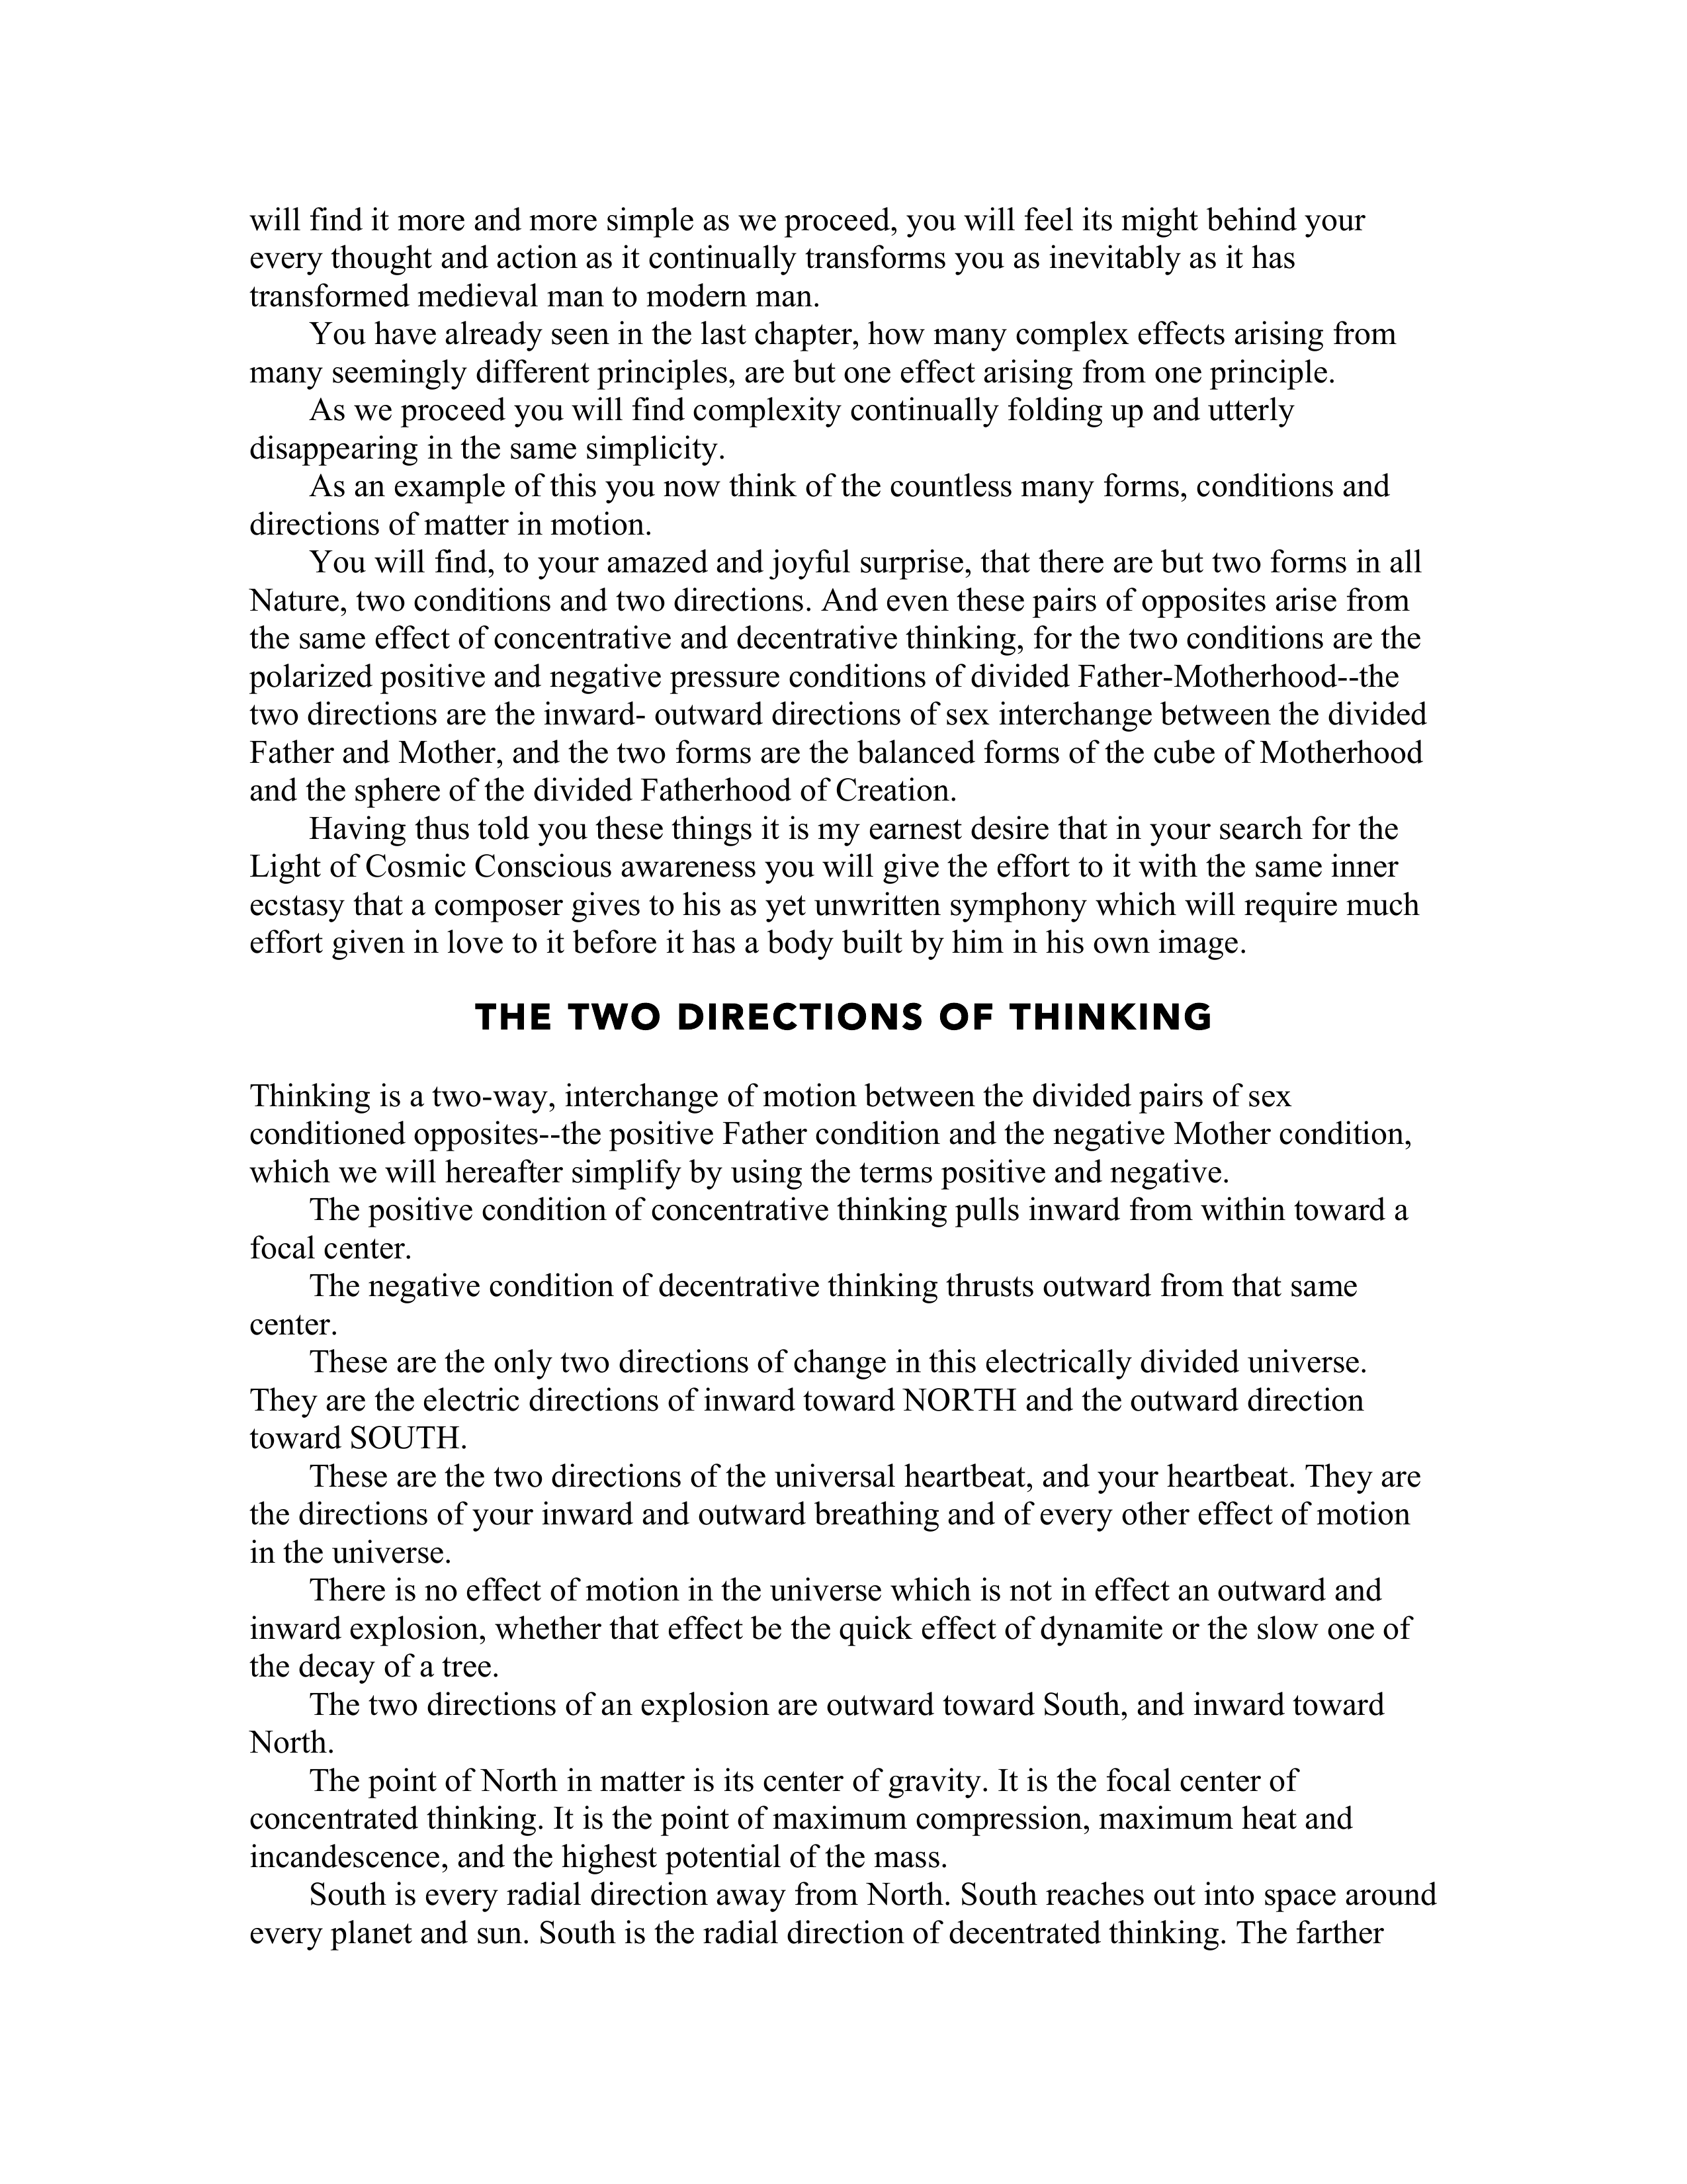 will find it more and more simple as we proceed, you will feel its might behind your
every thought and action as it continually transforms you as inevitably as it has
transformed medieval man to modern man.
You have already seen in the last chapter, how many complex effects arising from
many seemingly different principles, are but one effect arising from one principle.
As we proceed you will find complexity continually folding up and utterly
disappearing in the same simplicity.
As an example of this you now think of the countless many forms, conditions and
directions of matter in motion.
You will find, to your amazed and joyful surprise, that there are but two forms in all
Nature, two conditions and two directions. And even these pairs of opposites arise from
the same effect of concentrative and decentrative thinking, for the two conditions are the
polarized positive and negative pressure conditions of divided Father-Motherhood--the
two directions are the inward- outward directions of sex interchange between the divided
Father and Mother, and the two forms are the balanced forms of the cube of Motherhood
and the sphere of the divided Fatherhood of Creation.
Having thus told you these things it is my earnest desire that in your search for the
Light of Cosmic Conscious awareness you will give the effort to it with the same inner
ecstasy that a composer gives to his as yet unwritten symphony which will require much
effort given in love to it before it has a body built by him in his own image.
THE TWO DIRECTIONS OF THINKING
Thinking is a two-way, interchange of motion between the divided pairs of sex
conditioned opposites--the positive Father condition and the negative Mother condition,
which we will hereafter simplify by using the terms positive and negative.
The positive condition of concentrative thinking pulls inward from within toward a
focal center.
The negative condition of decentrative thinking thrusts outward from that same
center.
These are the only two directions of change in this electrically divided universe.
They are the electric directions of inward toward NORTH and the outward direction
toward SOUTH.
These are the two directions of the universal heartbeat, and your heartbeat. They are
the directions of your inward and outward breathing and of every other effect of motion
in the universe.
There is no effect of motion in the universe which is not in effect an outward and
inward explosion, whether that effect be the quick effect of dynamite or the slow one of
the decay of a tree.
The two directions of an explosion are outward toward South, and inward toward
North.
The point of North in matter is its center of gravity. It is the focal center of
concentrated thinking. It is the point of maximum compression, maximum heat and
incandescence, and the highest potential of the mass.
South is every radial direction away from North. South reaches out into space around
every planet and sun. South is the radial direction of decentrated thinking. The farther